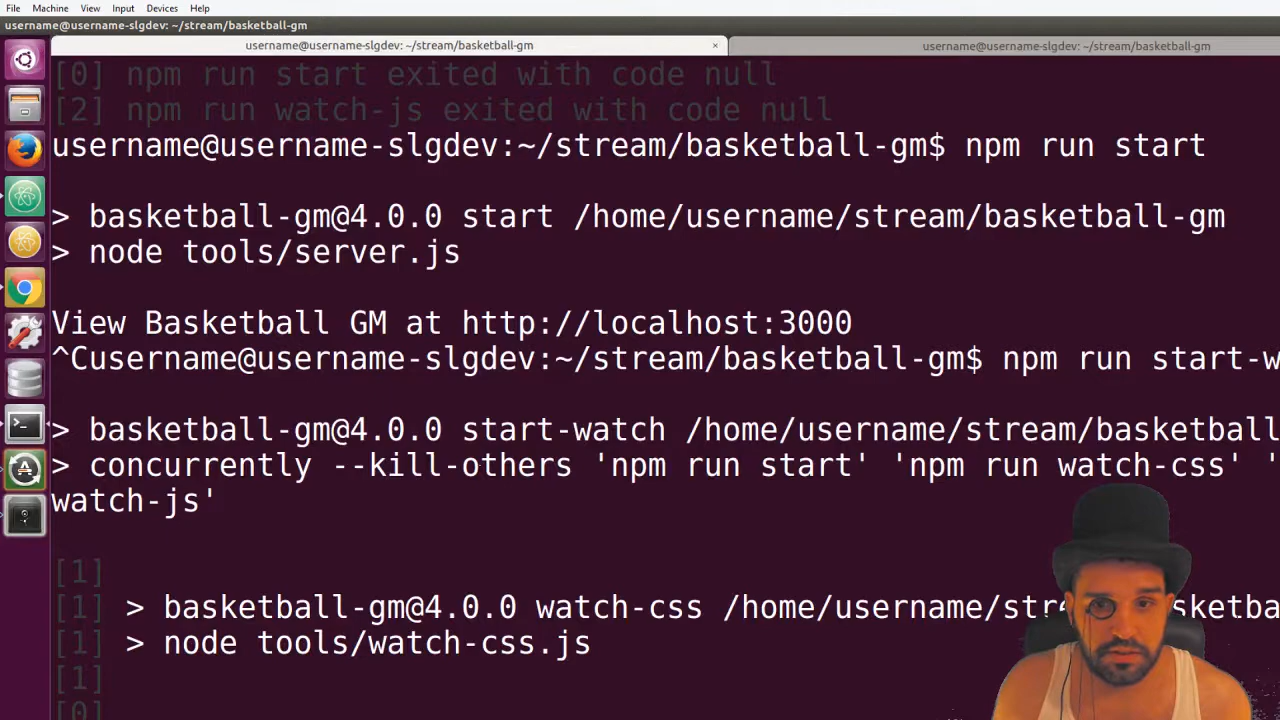 File Machine View Input Devices Help
username@username-slgdev: ~/stream/basketball-gm
username@username-slgdev: ~/stream/basketball-gm × username@username-slgdev: ~/stream/basketball-gm
[0] npm run start exited with code null
[2] npm run watch-js exited with code null
username@username-slgdev:~/stream/basketball-gm$ npm run start
> basketball-gm@4.0.0 start /home/username/stream/basketball-gm
> node tools/server.js
View Basketball GM at http://localhost:3000
^Cusername@username-slgdev:~/stream/basketball-gm$ npm run start-w
> basketball-gm@4.0.0 start-watch /home/username/stream/basketball
> concurrently --kill-others 'npm run start' 'npm run watch-css' '
watch-js'
[1]
[1] > basketball-gm@4.0.0 watch-css /home/username/
[1] > node tools/watch-css.js
[1]
[0]